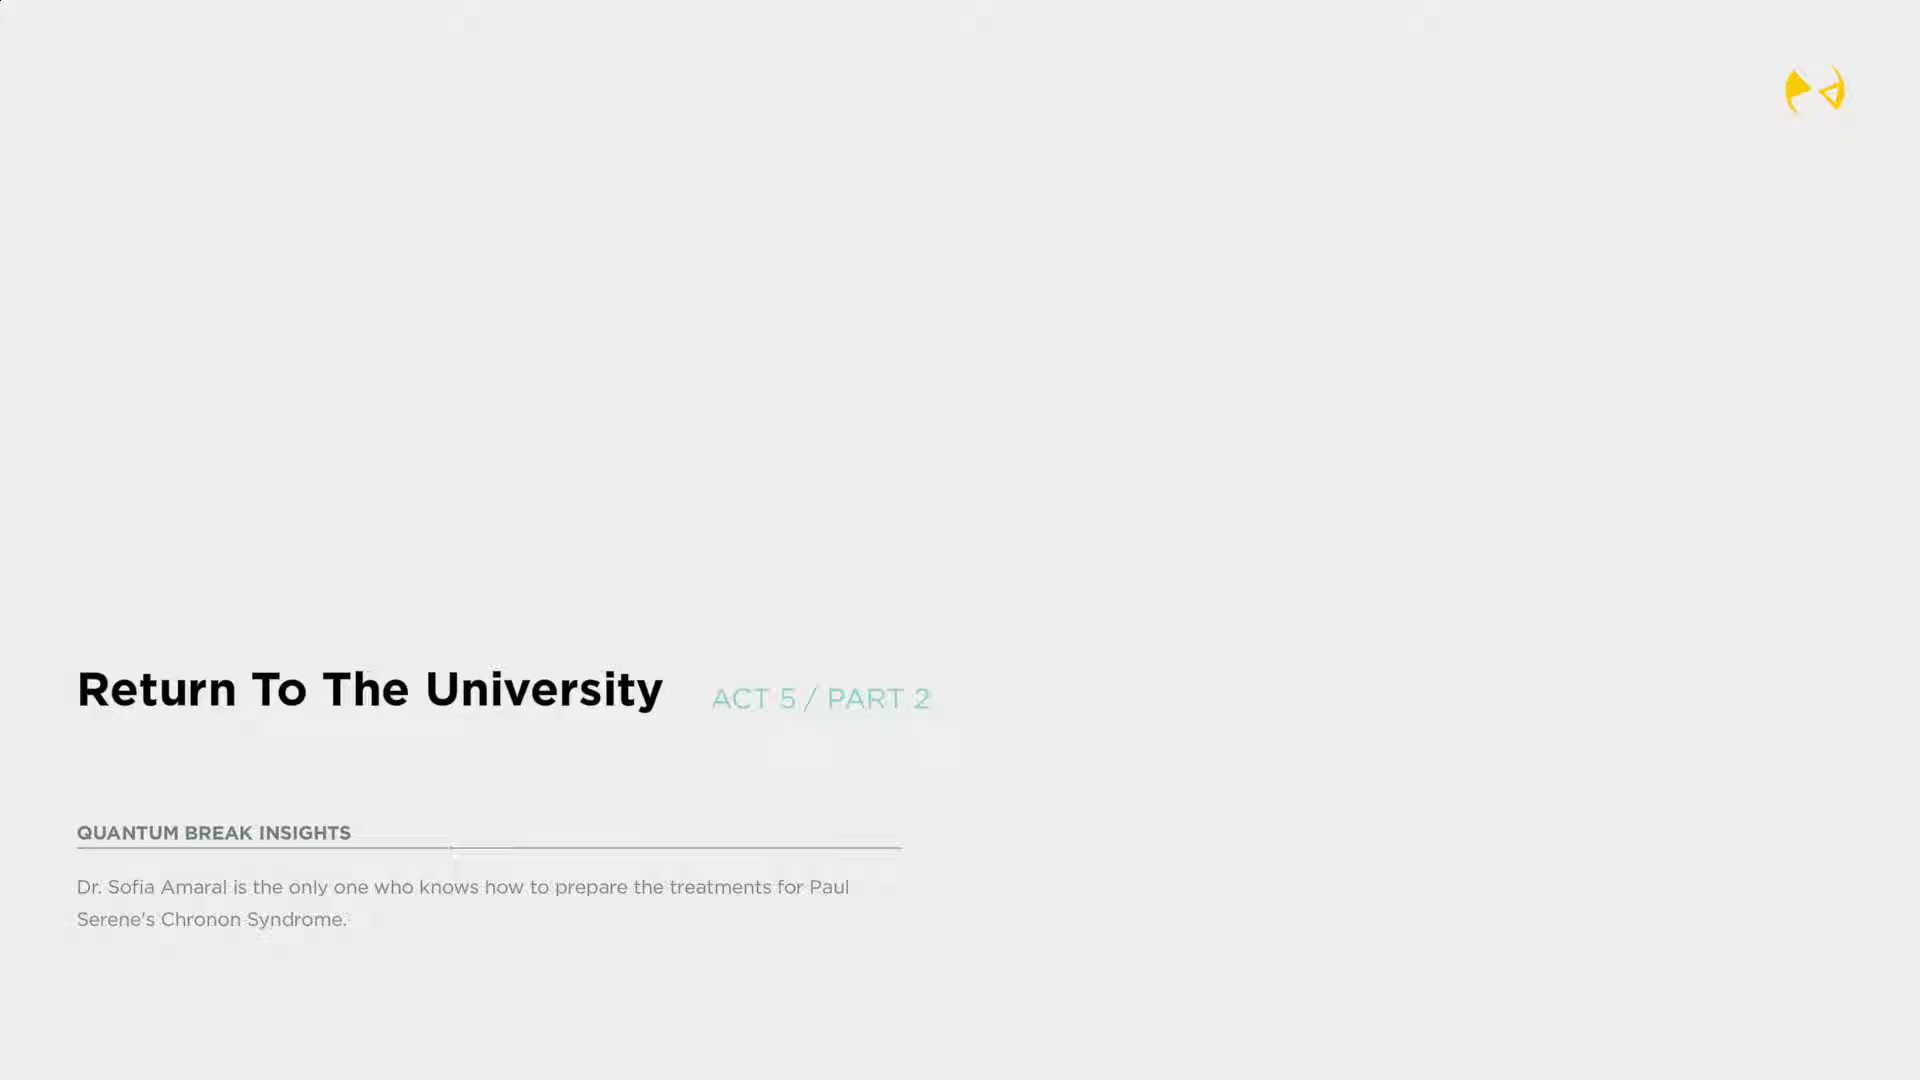 Return To The University
ACT 5 / PART 2
QUANTUM BREAK INSIGHTS
Dr. Sofia Amaral is the only one who knows how to prepare the treatments for Paul
Serene's Chronon Syndrome.